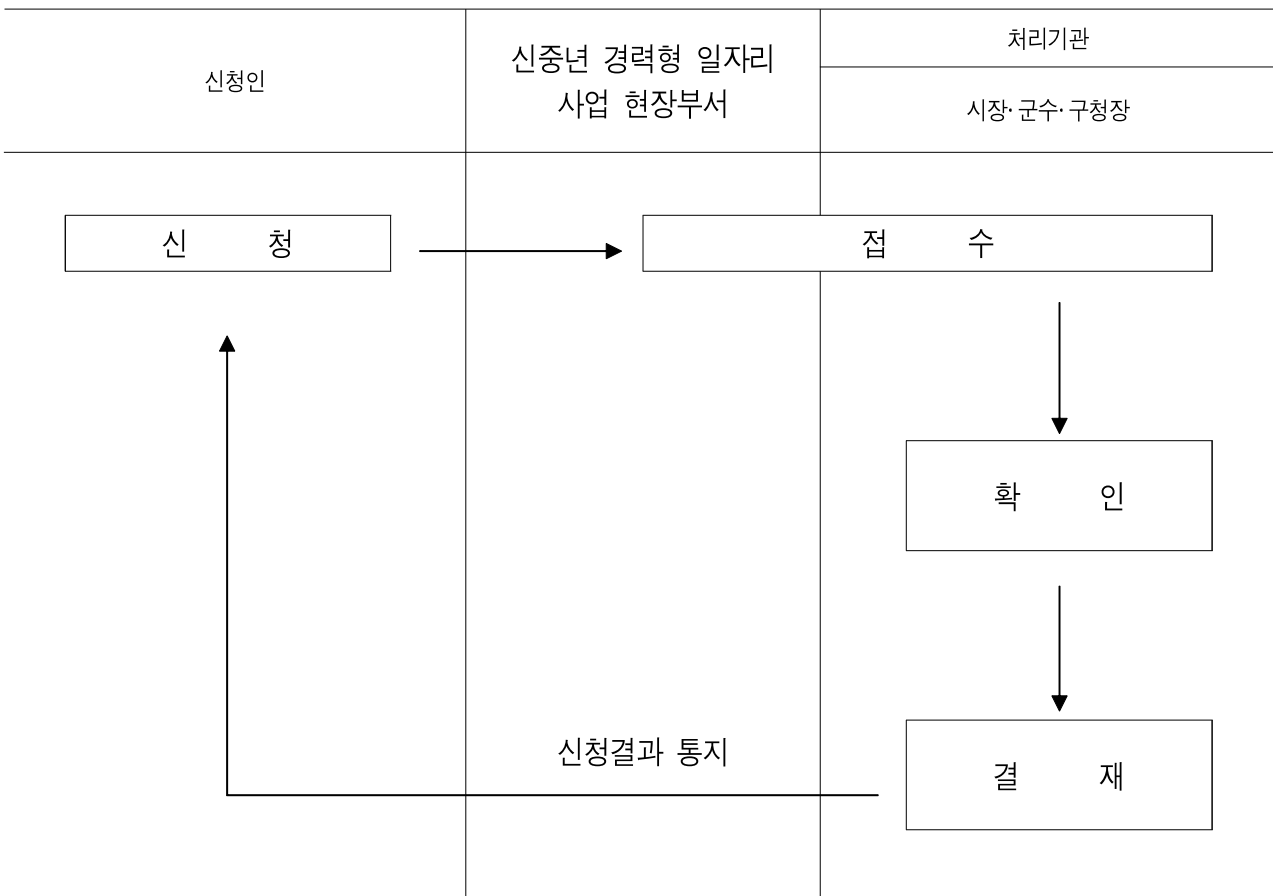 신청인
신중년 경력형 일자리
사업 현장부서
처리기관
시장·군수·구청장
신 청
접 수
확 인
신청결과 통지
결 재